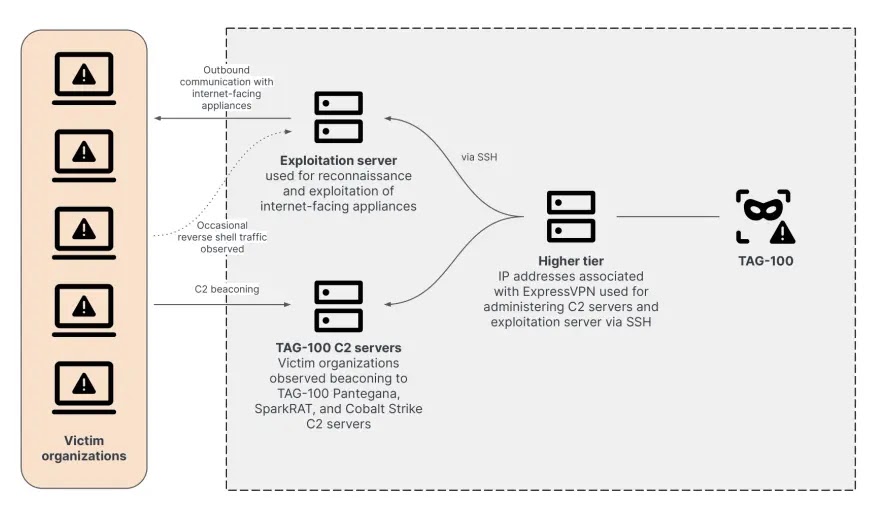 Outbound
communication with
internet-facing
appliances
Exploitation server
used for reconnaissance
and exploitation of
internet-facing appliances
via SSH
Occasional
reverse shell traffic
observed
C2 beaconing
TAG-100 C2 servers
Victim organizations
observed beaconing to
TAG-100 Pantegana,
SparkRAT, and Cobalt Strike
C2 servers
Higher tier
IP addresses associated
with ExpressVPN used for
administering C2 servers and
exploitation server via SSH
TAG-100
Victim
organizations